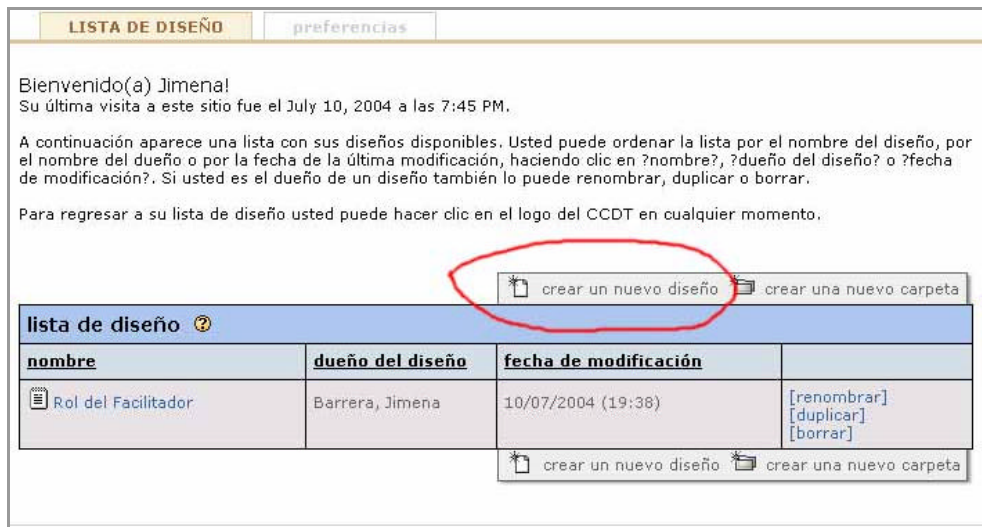 LISTA DE DISEÑO preferencias
Bienvenido(a) Jimena!
Su última visita a este sitio fue el July 10, 2004 a las 7:45 PM.
A continuación aparece una lista con sus diseños disponibles. Usted puede ordenar la lista por el nombre del diseño, por
el nombre del dueño o por la fecha de la última modificación, haciendo clic en ?nombre?, ?dueño del diseño? o ?fecha
de modificación?. Si usted es el dueño de un diseño también lo puede renombrar, duplicar o borrar.
Para regresar a su lista de diseño usted puede hacer clic en el logo del CCDT en cualquier momento.
crear un nuevo diseño crear una nuevo carpeta
lista de diseño ?
nombre dueño del diseño fecha de modificación
Rol del Facilitador Barrera, Jimena 10/07/2004 (19:38) [renombrar]
[duplicar]
[borrar]
crear un nuevo diseño crear una nuevo carpeta